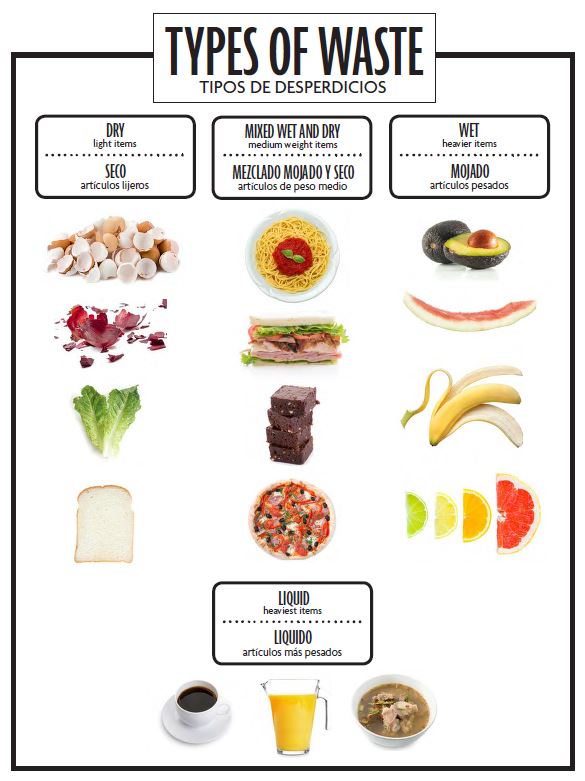 TYPES OF WASTE
TIPOS DE DESPERDICIOS
DRY
light items
SECO
artículos lijeros
MIXED WET AND DRY
medium weight items
MEZCLADO MOJADO Y SECO
artículos de peso medio
WET
heavier items
MOJADO
artículos pesados
LIQUID
heaviest items
LIQUIDO
artículos más pesados